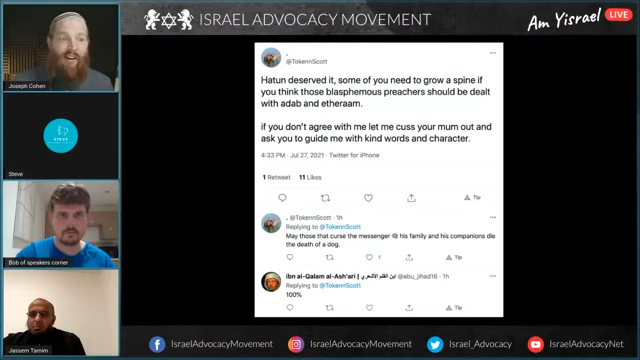 ISRAEL ADVOCACY MOVEMENT
Am Yisrael LIVE
Joseph Cohen
STEVE
Steve
Bob of speakers corner
Jassem Tamim
.
@TokennScott
Hatun deserved it, some of you need to grow a spine if
you think those blasphemous preachers should be dealt
with adab and etheraam.
if you don't agree with me let me cuss your mum out and
ask you to guide me with kind words and character.
4:33 PM · Jul 27, 2021 · Twitter for iPhone
1 Retweet 11 Likes
Tip
. @TokennScott · 1h
Replying to @TokennScott
May those that curse the messenger ﷺ his family and his companions die
the death of a dog.
1 Tip
ibn al-Qalam al-Ash'ari | ابن القلم الأشعري @abu_jihad16 · 1h
Replying to @TokennScott
100%
Tip
IsraelAdvocacyMovement IsraelAdvocacyMovement Israel_Advocacy IsraelAdvocacyNet